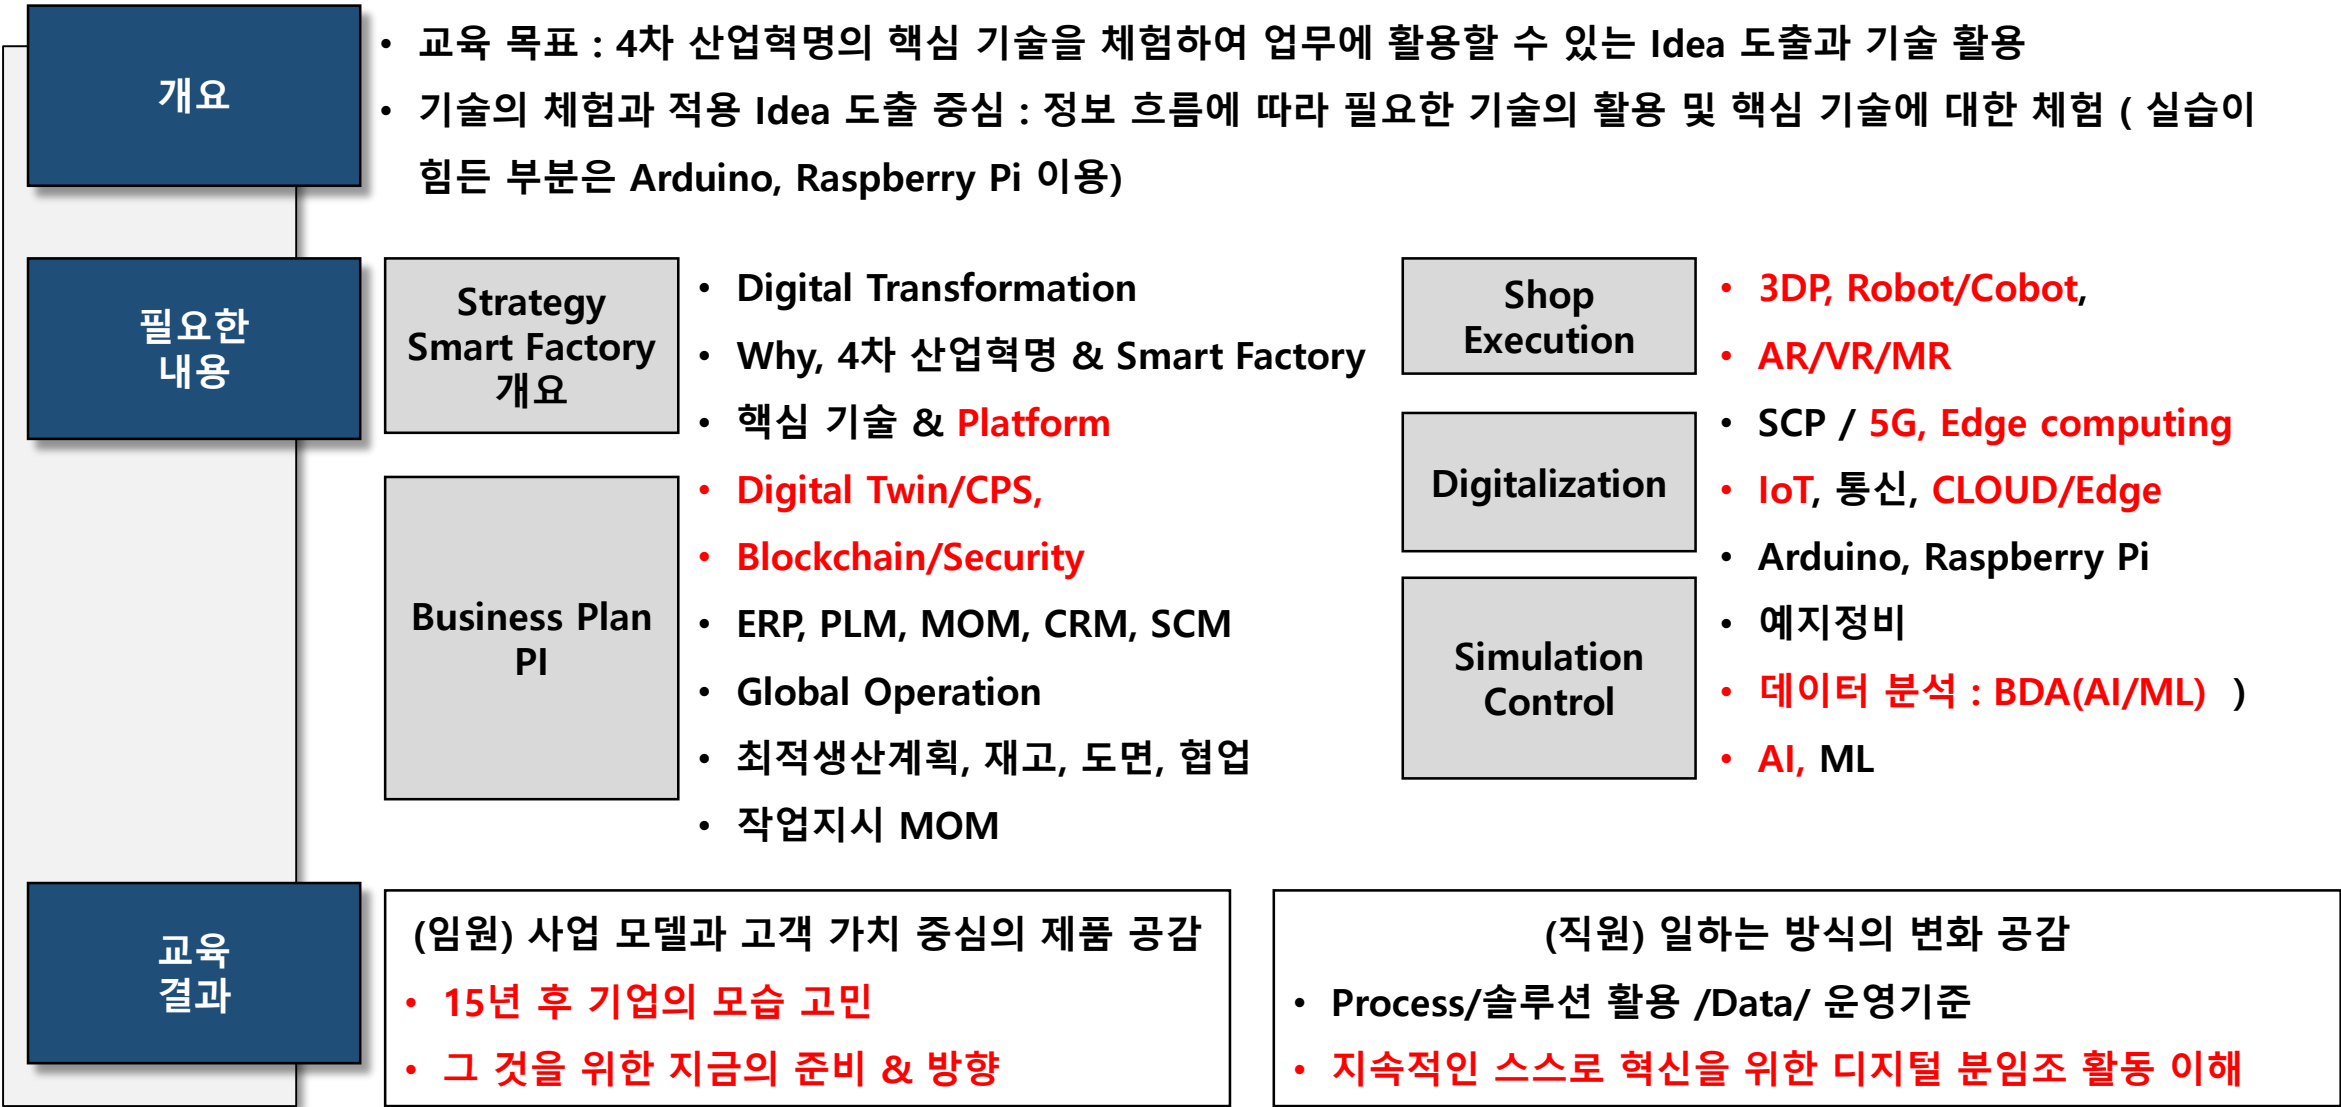 개요
• 교육 목표 : 4차 산업혁명의 핵심 기술을 체험하여 업무에 활용할 수 있는 Idea 도출과 기술 활용
• 기술의 체험과 적용 Idea 도출 중심 : 정보 흐름에 따라 필요한 기술의 활용 및 핵심 기술에 대한 체험 ( 실습이
힘든 부분은 Arduino, Raspberry Pi 이용)
필요한
내용
Strategy
Smart Factory
개요
• Digital Transformation
• Why, 4차 산업혁명 & Smart Factory
• 핵심 기술 & Platform
Business Plan
PI
• Digital Twin/CPS,
• Blockchain/Security
• ERP, PLM, MOM, CRM, SCM
• Global Operation
• 최적생산계획, 재고, 도면, 협업
• 작업지시 MOM
Shop
Execution
• 3DP, Robot/Cobot,
• AR/VR/MR
Digitalization
• SCP / 5G, Edge computing
• IoT, 통신, CLOUD/Edge
• Arduino, Raspberry Pi
Simulation
Control
• 예지정비
• 데이터 분석 : BDA(AI/ML) )
• AI, ML
교육
결과
(임원) 사업 모델과 고객 가치 중심의 제품 공감
• 15년 후 기업의 모습 고민
• 그 것을 위한 지금의 준비 & 방향
(직원) 일하는 방식의 변화 공감
• Process/솔루션 활용 /Data/ 운영기준
• 지속적인 스스로 혁신을 위한 디지털 분임조 활동 이해